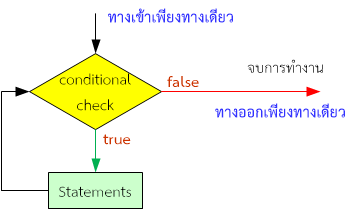 ทางเข้าเพียงทางเดียว
conditional
check
false
จบการทำงาน
ทางออกเพียงทางเดียว
true
Statements